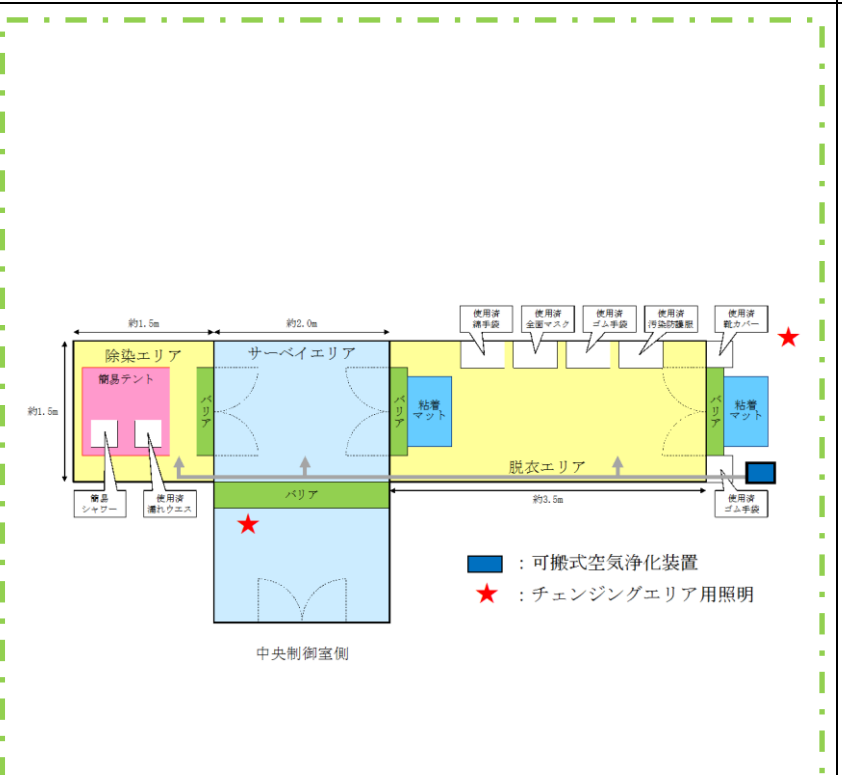 使用済
綿手袋
使用済
全面マスク
使用済
ゴム手袋
使用済
汚染防護服
使用済
靴カバー
約1.5m
約2.0m
除染エリア
サーベイエリア
簡易テント
約1.5m
バリア
バリア
粘着
マット
バリア
粘着
マット
脱衣エリア
簡易
シャワー
使用済
濡れウエス
バリア
約3.5m
使用済
ゴム手袋
:可搬式空気浄化装置
:チェンジングエリア用照明
中央制御室側